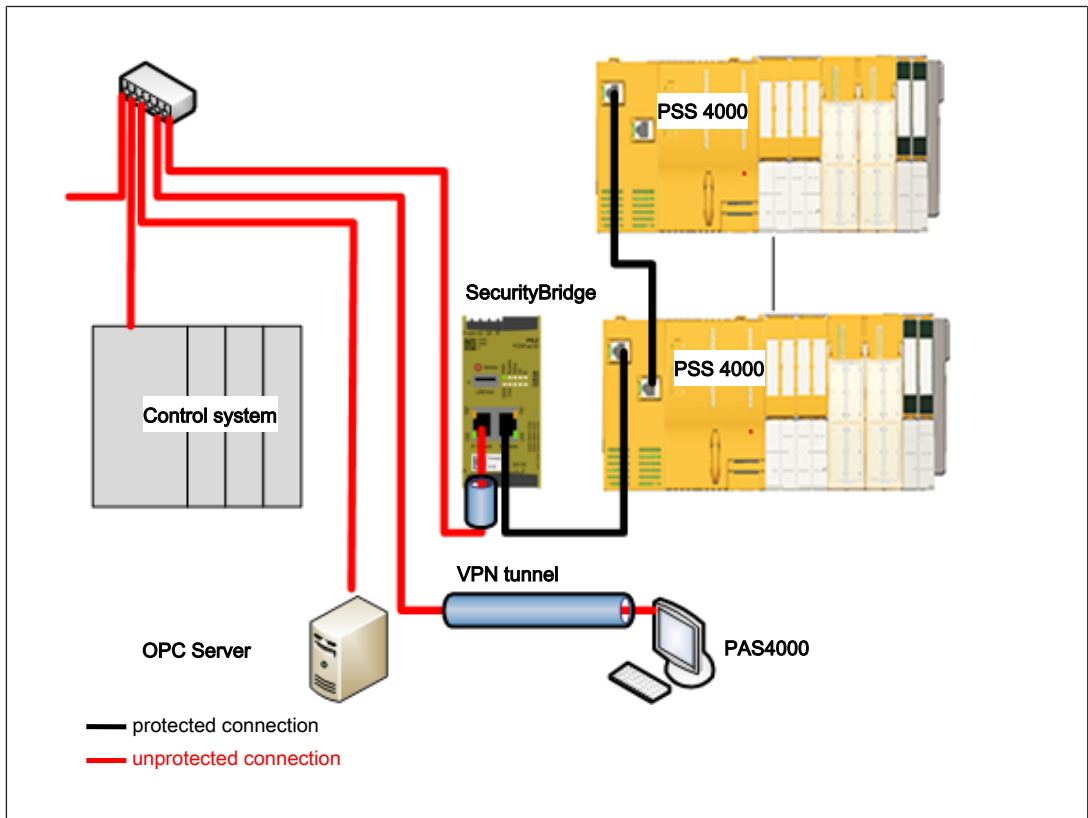 PSS 4000
SecurityBridge
PSS 4000
Control system
VPN tunnel
OPC Server
PAS4000
protected connection
unprotected connection